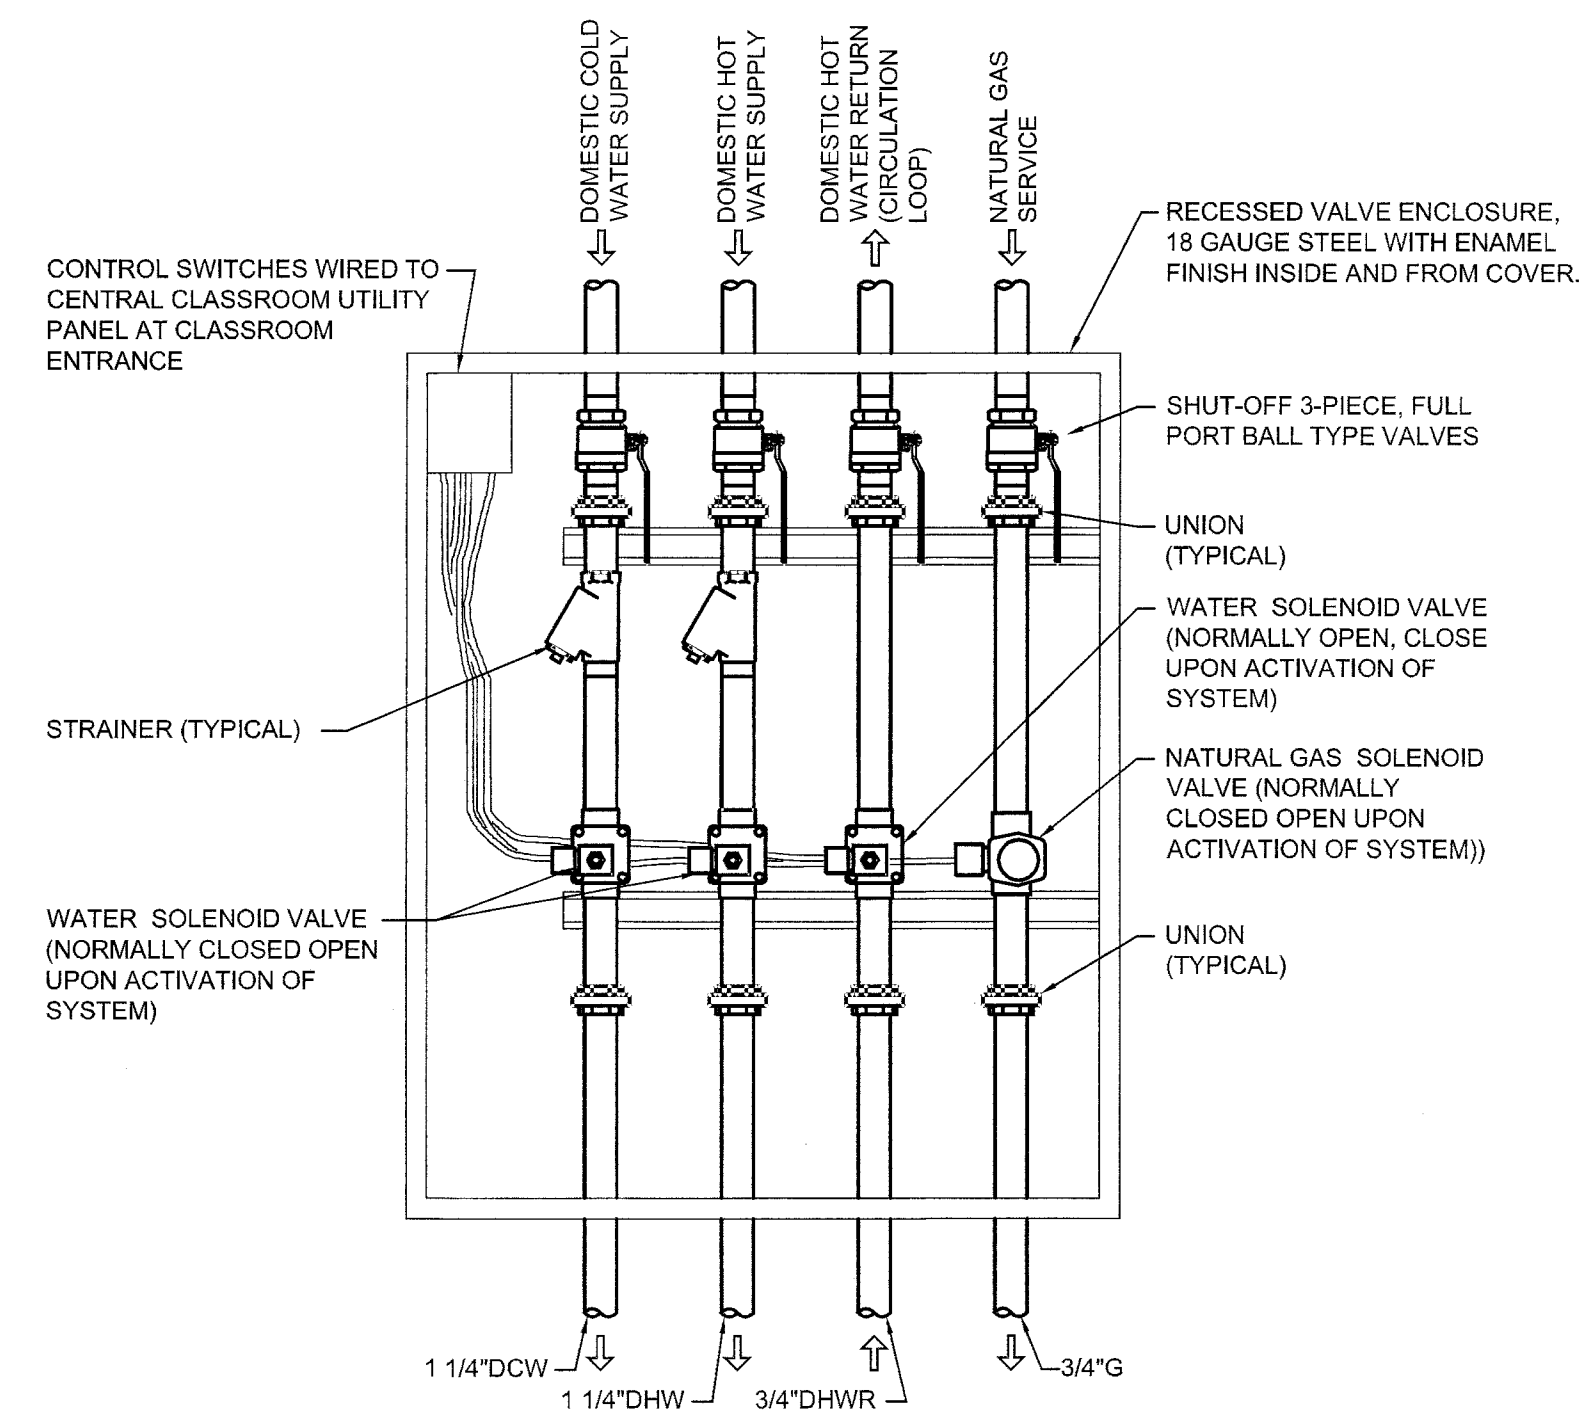 DOMESTIC COLD
WATER SUPPLY
DOMESTIC HOT
WATER SUPPLY
DOMESTIC HOT
WATER RETURN
(CIRCULATION
LOOP)
NATURAL GAS
SERVICE
RECESSED VALVE ENCLOSURE,
18 GAUGE STEEL WITH ENAMEL
FINISH INSIDE AND FROM COVER.
CONTROL SWITCHES WIRED TO
CENTRAL CLASSROOM UTILITY
PANEL AT CLASSROOM
ENTRANCE
SHUT-OFF 3-PIECE, FULL
PORT BALL TYPE VALVES
UNION
(TYPICAL)
WATER SOLENOID VALVE
(NORMALLY OPEN, CLOSE
UPON ACTIVATION OF
SYSTEM)
STRAINER (TYPICAL)
NATURAL GAS SOLENOID
VALVE (NORMALLY
CLOSED OPEN UPON
ACTIVATION OF SYSTEM))
WATER SOLENOID VALVE
(NORMALLY CLOSED OPEN
UPON ACTIVATION OF
SYSTEM)
UNION
(TYPICAL)
1 1/4"DCW
1 1/4"DHW
3/4"DHWR
3/4"G